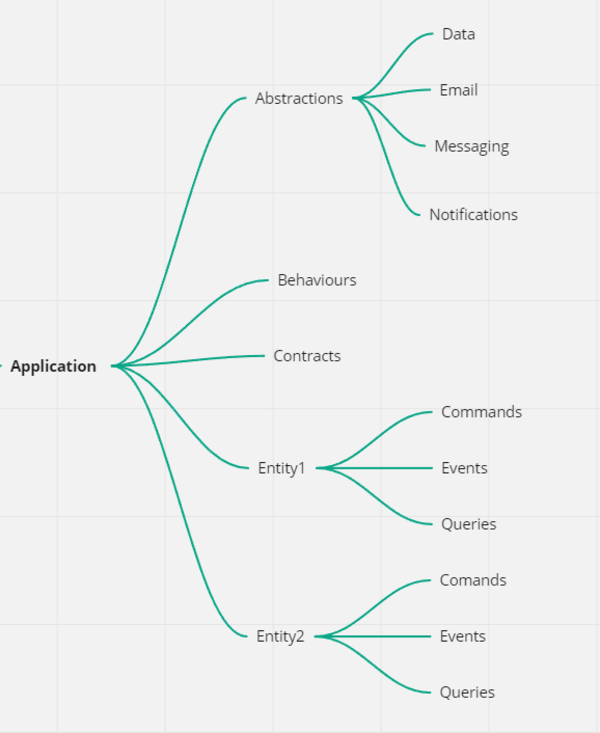 Application
Abstractions
Data
Email
Messaging
Notifications
Behaviours
Contracts
Entity1
Commands
Events
Queries
Entity2
Comands
Events
Queries